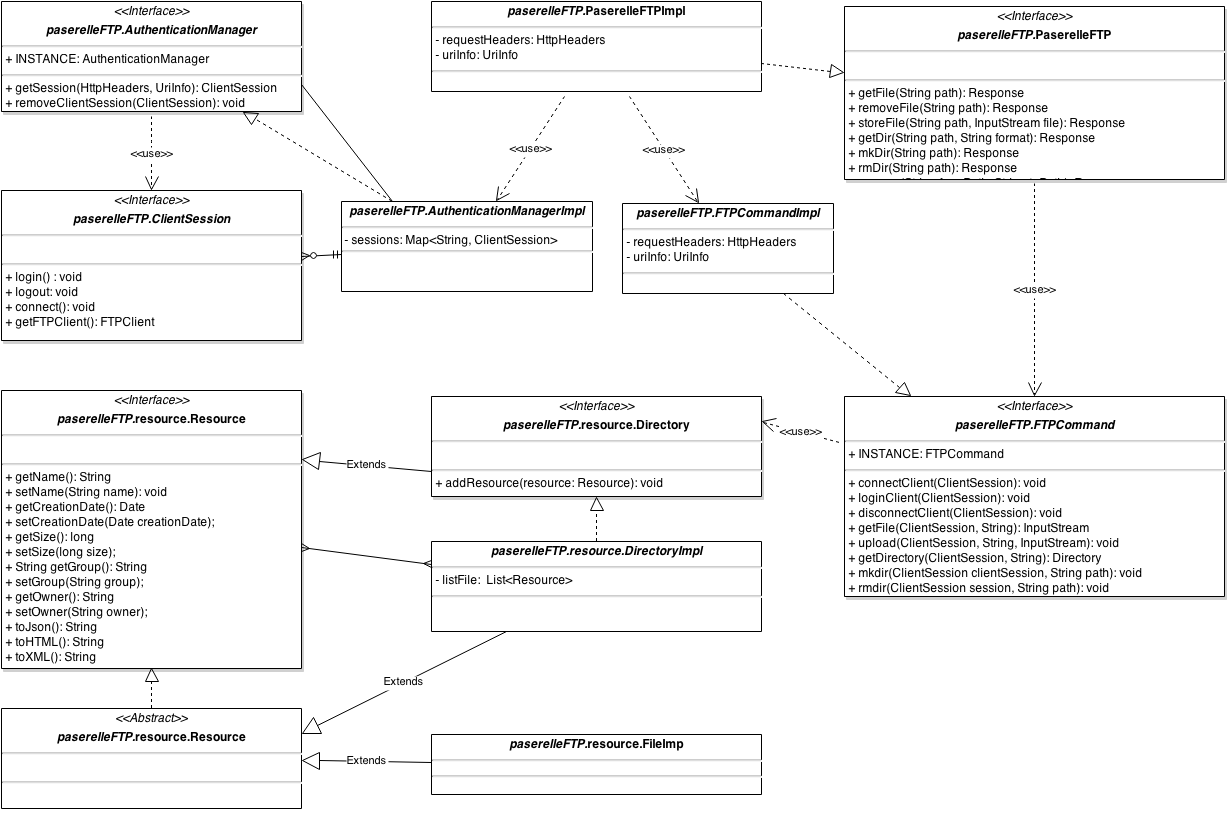 <<Interface>>
paserelleFTP.AuthenticationManager
+ INSTANCE: AuthenticationManager
+ getSession(HttpHeaders, UriInfo): ClientSession
+ removeClientSession(ClientSession): void
paserelleFTP.PaserelleFTPImpl
- requestHeaders: HttpHeaders
- uriInfo: UriInfo
<<Interface>>
paserelleFTP.PaserelleFTP
+ getFile(String path): Response
+ removeFile(String path): Response
+ storeFile(String path, InputStream file): Response
+ getDir(String path, String format): Response
+ mkDir(String path): Response
+ rmDir(String path): Response
<<use>>
<<use>>
<<use>>
<<Interface>>
paserelleFTP.ClientSession
+ login() : void
+ logout: void
+ connect(): void
+ getFTPClient(): FTPClient
paserelleFTP.AuthenticationManagerImpl
- sessions: Map<String, ClientSession>
paserelleFTP.FTPCommandImpl
- requestHeaders: HttpHeaders
- uriInfo: UriInfo
<<use>>
<<Interface>>
paserelleFTP.resource.Resource
+ getName(): String
+ setName(String name): void
+ getCreationDate(): Date
+ setCreationDate(Date creationDate);
+ getSize(): long
+ setSize(long size);
+ String getGroup(): String
+ setGroup(String group);
+ getOwner(): String
+ setOwner(String owner);
+ toJson(): String
+ toHTML(): String
+ toXML(): String
Extends
<<Interface>>
paserelleFTP.resource.Directory
+ addResource(resource: Resource): void
<<use>>
<<Interface>>
paserelleFTP.FTPCommand
+ INSTANCE: FTPCommand
+ connectClient(ClientSession): void
+ loginClient(ClientSession): void
+ disconnectClient(ClientSession): void
+ getFile(ClientSession, String): InputStream
+ upload(ClientSession, String, InputStream): void
+ getDirectory(ClientSession, String): Directory
+ mkdir(ClientSession clientSession, String path): void
+ rmdir(ClientSession session, String path): void
paserelleFTP.resource.DirectoryImpl
- listFile:  List<Resource>
Extends
<<Abstract>>
paserelleFTP.resource.Resource
Extends
paserelleFTP.resource.FileImp